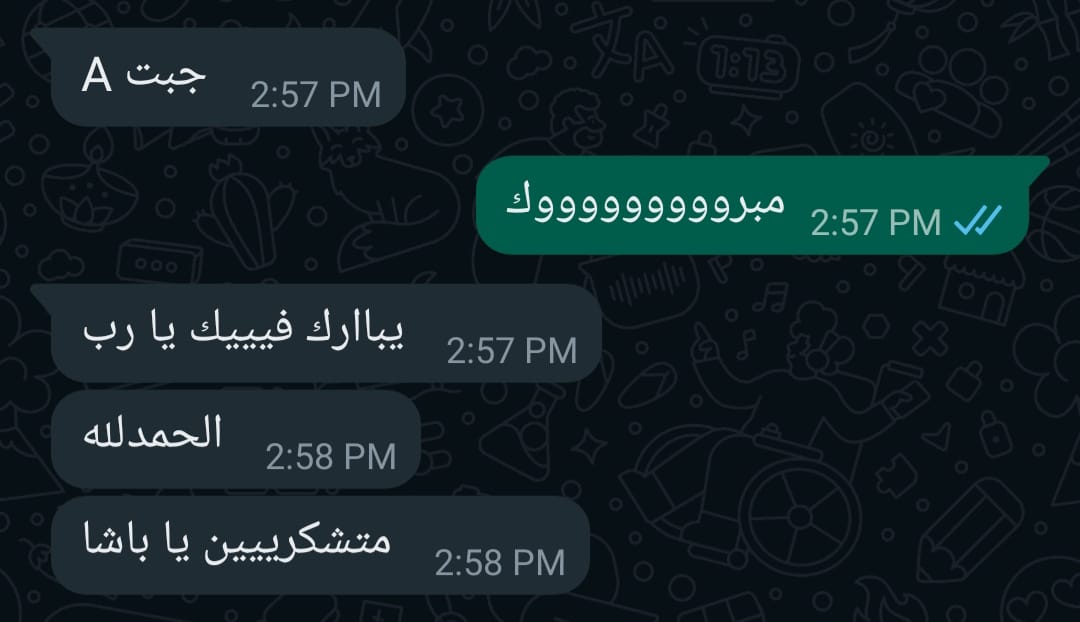 جبت A
2:57 PM
مبروووووووووك
2:57 PM
يباارك فيييك يا رب
2:57 PM
الحمدلله
2:58 PM
متشكرييين يا باشا
2:58 PM